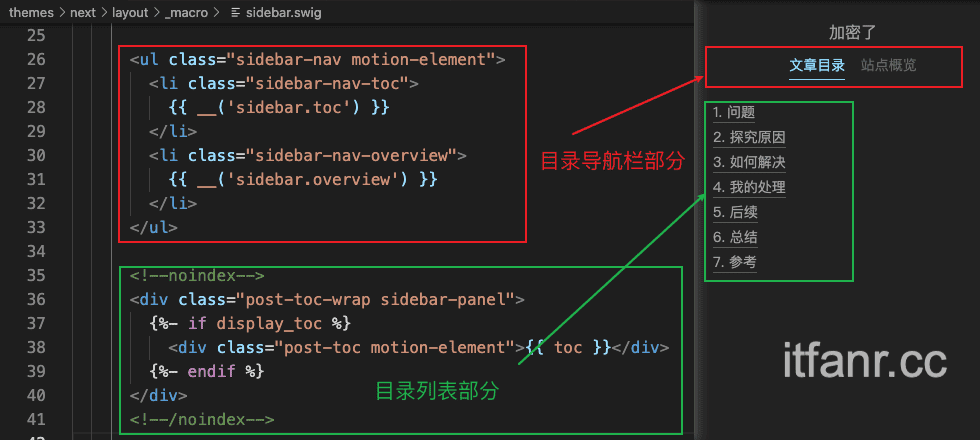 themes > next > layout > _macro > sidebar.swig
25
26 <ul class="sidebar-nav motion-element">
27 <li class="sidebar-nav-toc">
28 {{ __('sidebar.toc') }}
29 </li>
30 <li class="sidebar-nav-overview">
31 {{ __('sidebar.overview') }}
32 </li>
33 </ul>
34
35 <!--noindex-->
36 <div class="post-toc-wrap sidebar-panel">
37 {%- if display_toc %}
38 <div class="post-toc motion-element">{{ toc }}</div>
39 {%- endif %}
40 </div>
41 <!--/noindex-->
目录导航栏部分
目录列表部分
加密了
文章目录 站点概览
1. 问题
2. 探究原因
3. 如何解决
4. 我的处理
5. 后续
6. 总结
7. 参考
itfanr.cc